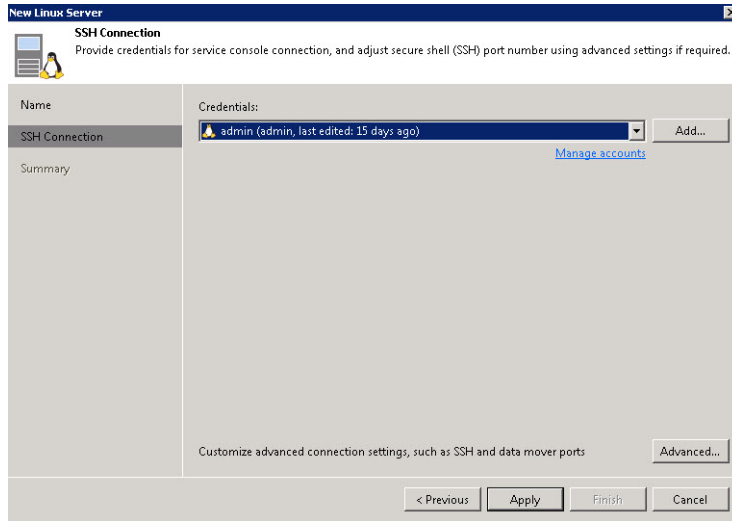 New Linux Server
SSH Connection
Provide credentials for service console connection, and adjust secure shell (SSH) port number using advanced settings if required.
Name
SSH Connection
Summary
Credentials:
admin (admin, last edited: 15 days ago)
Add...
Manage accounts
Customize advanced connection settings, such as SSH and data mover ports
Advanced...
< Previous
Apply
Finish
Cancel